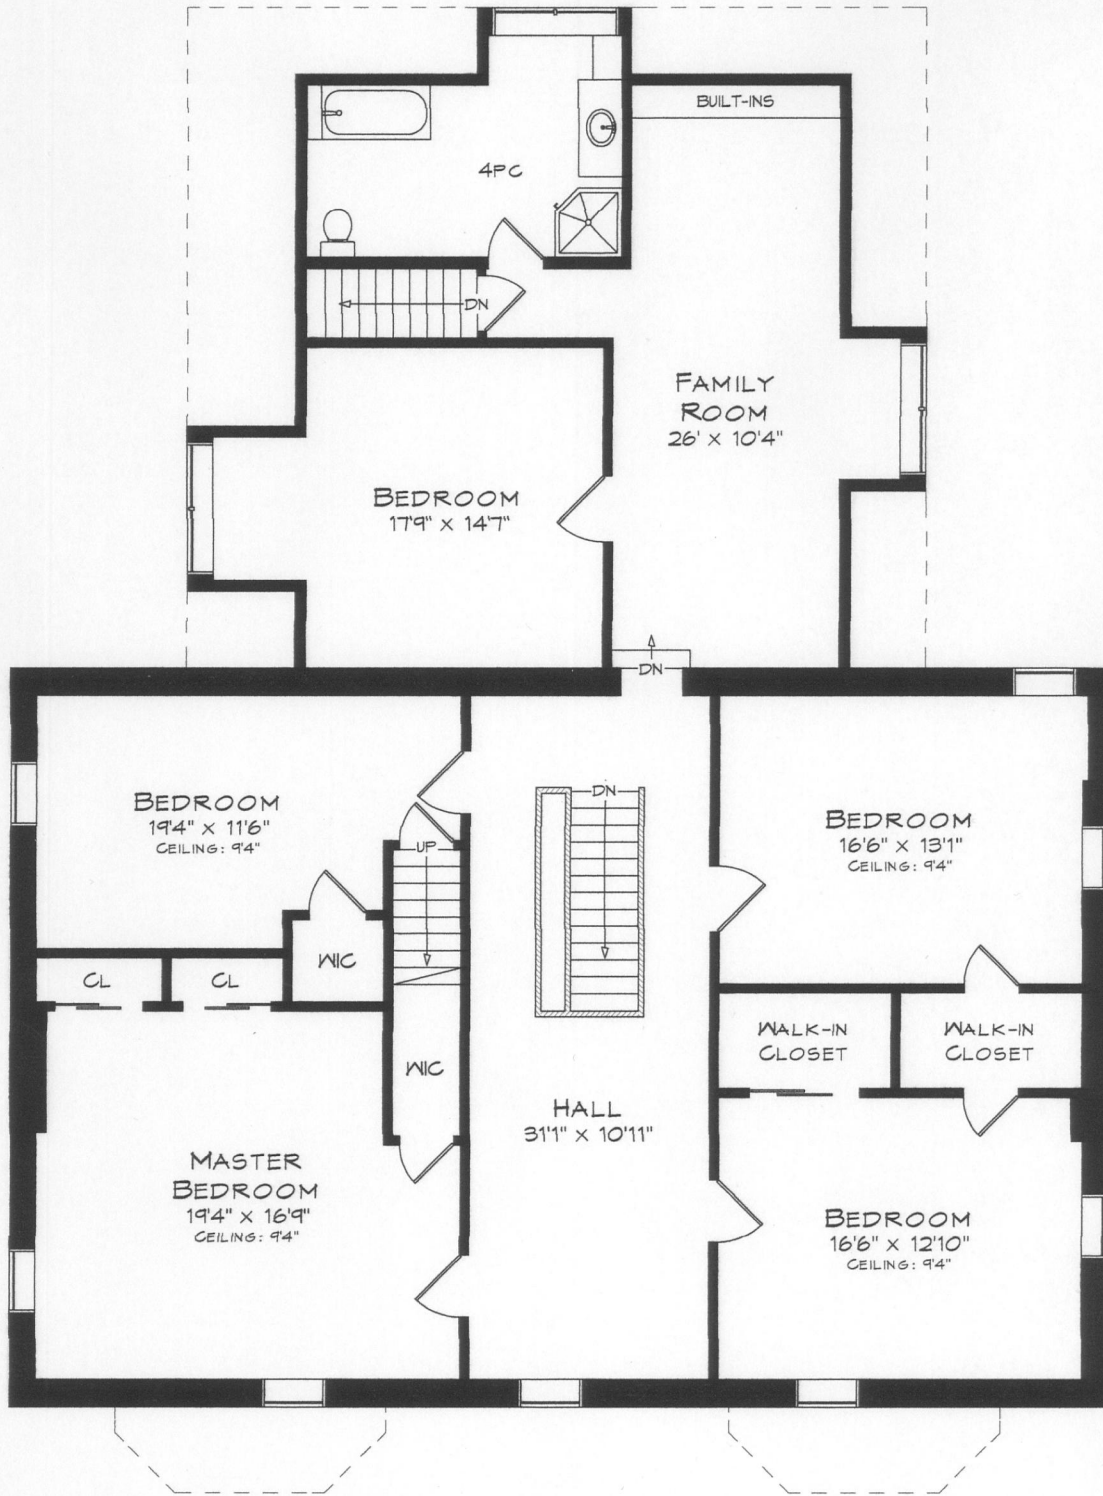 BUILT-INS
4PC
DN
FAMILY
ROOM
26' X 10'4"
BEDROOM
17'9" X 14'7"
DN
BEDROOM
19'4" X 11'6"
CEILING: 9'4"
UP
DN
BEDROOM
16'6" X 13'1"
CEILING: 9'4"
WIC
CL
CL
WALK-IN
CLOSET
WALK-IN
CLOSET
WIC
HALL
31'1" X 10'11"
MASTER
BEDROOM
19'4" X 16'9"
CEILING: 9'4"
BEDROOM
16'6" X 12'10"
CEILING: 9'4"